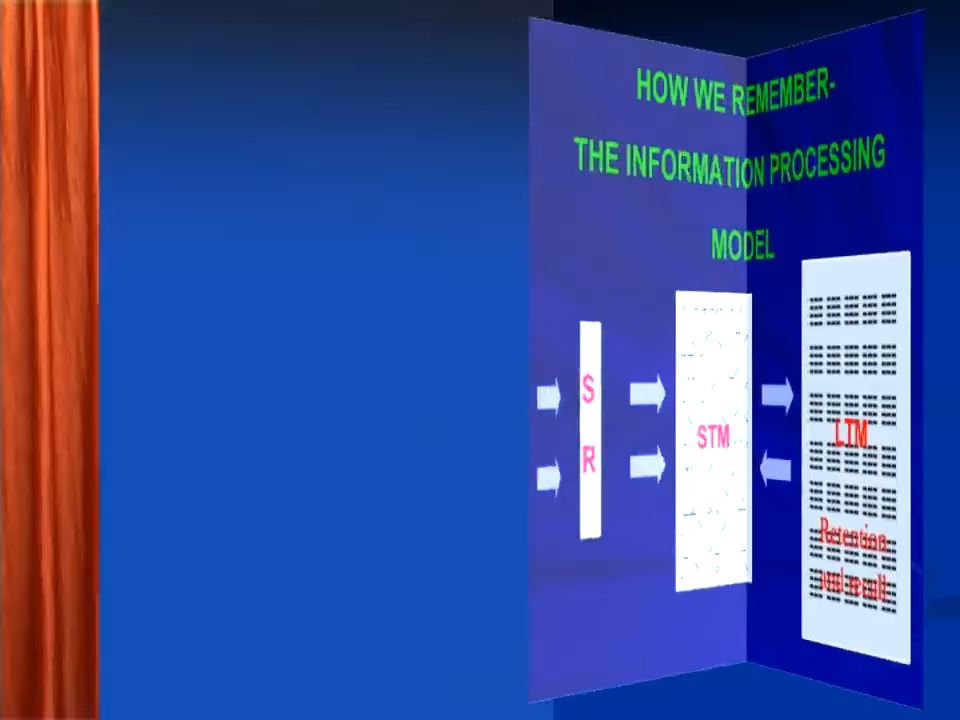 HOW WE REMEMBER-
THE INFORMATION PROCESSING
MODEL
S
R
STM
LTM
Retention
and recall